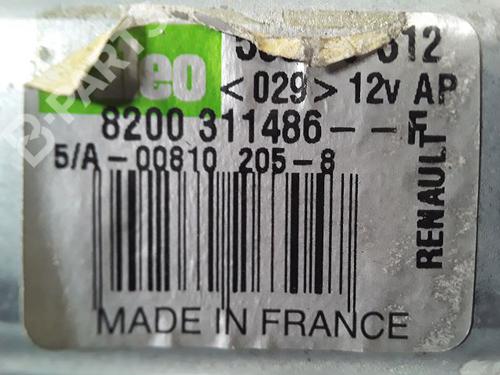 eo
<029> 12v AP
8200 311486--F
5/A-00810 205-8
RENAULT
MADE IN FRANCE